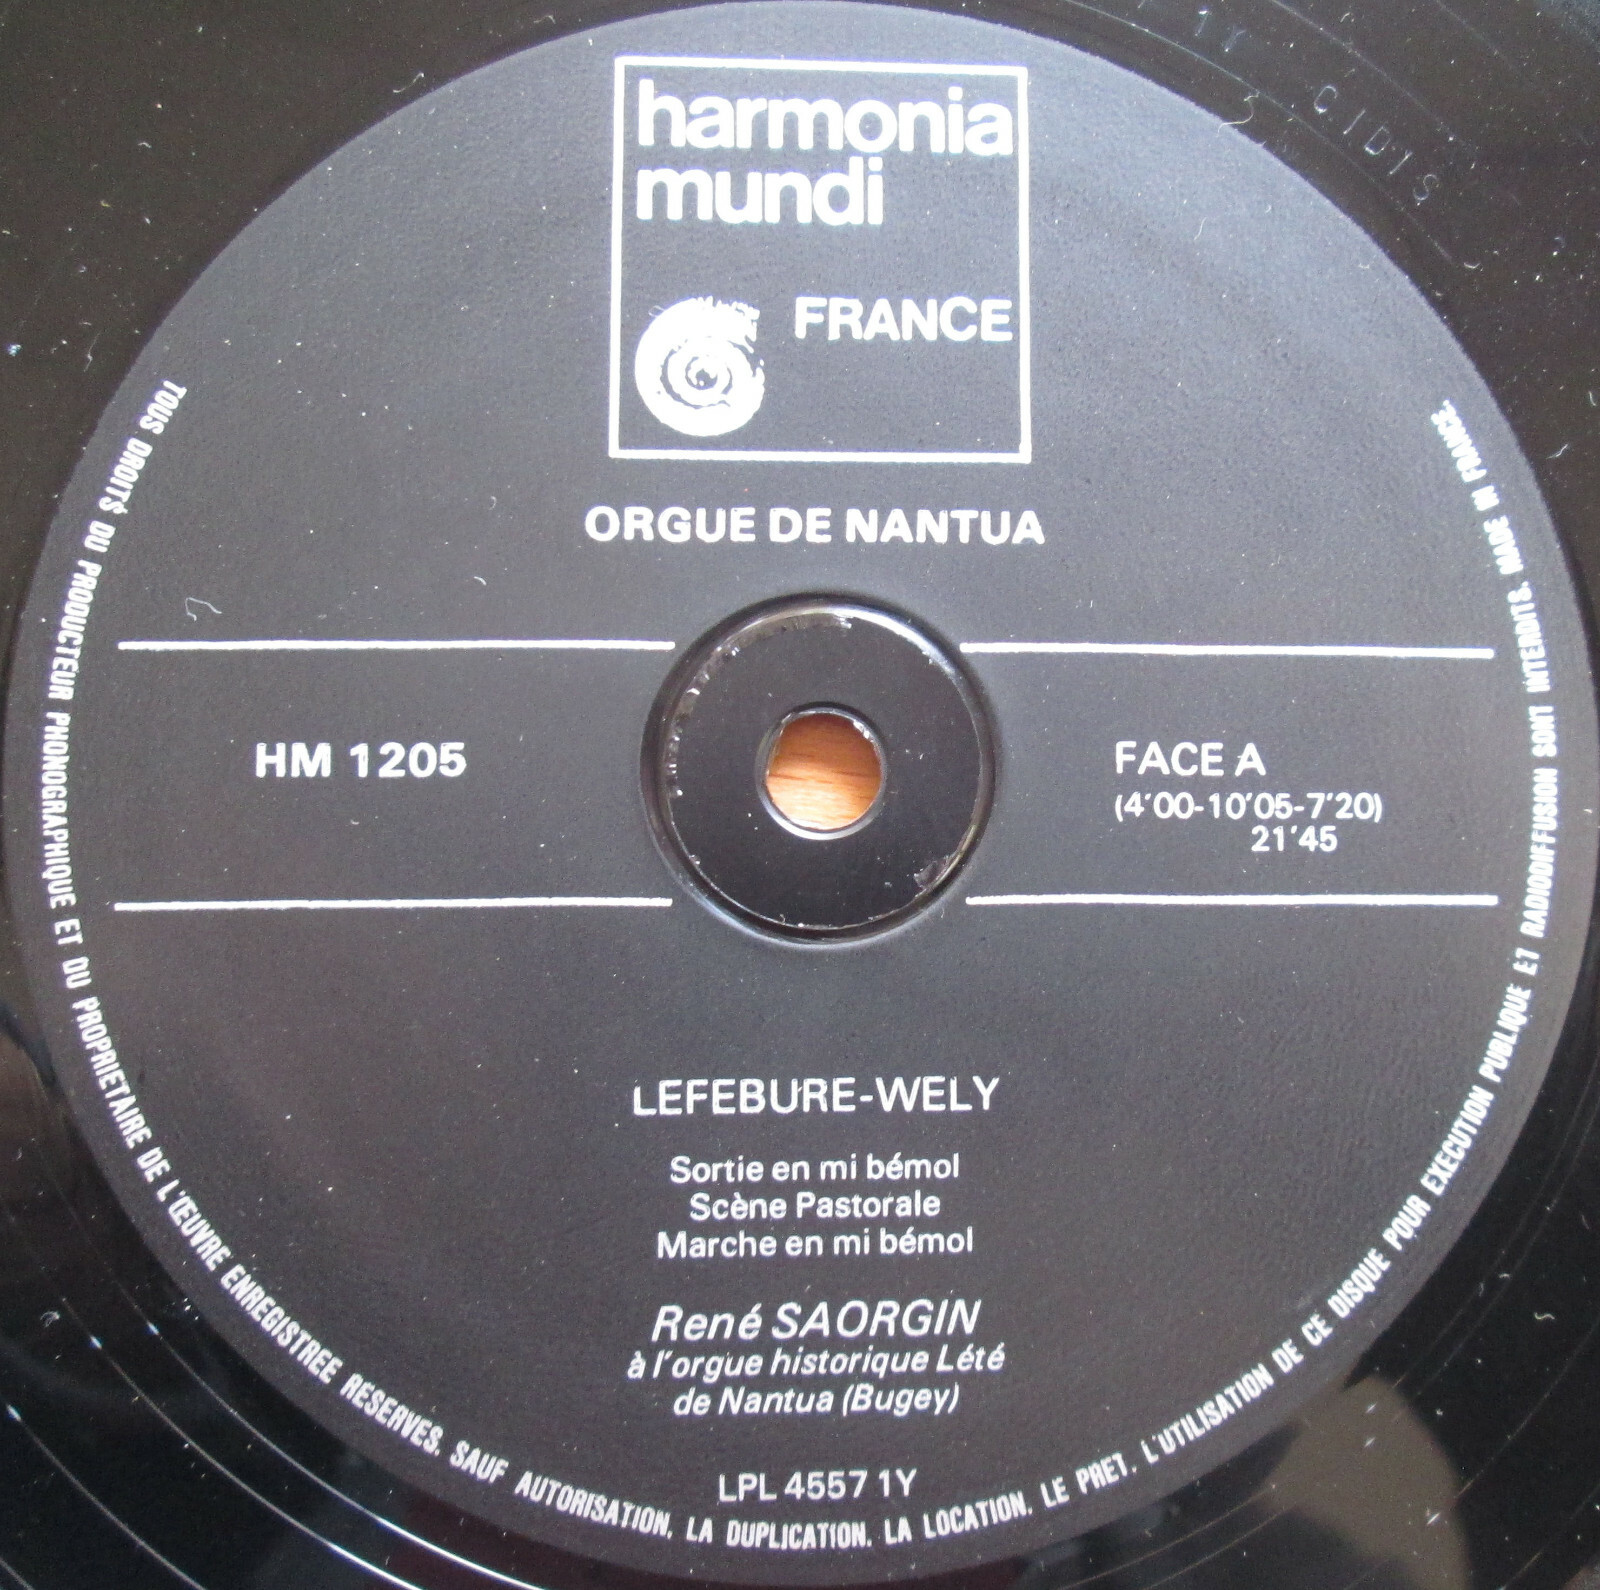 harmonia
mundi
FRANCE
ORGUE DE NANTUA
HM 1205
FACE A
(4'00-10'05-7'20)
21'45
LEFEBURE-WELY
Sortie en mi bémol
Scène Pastorale
Marche en mi bémol
René SAORGIN
à l'orgue historique Lété
de Nantua (Bugey)
LPL 4557 1Y
TOUS DROITS DU PRODUCTEUR PHONOGRAPHIQUE ET DU PROPRIETAIRE DE L'ŒUVRE ENREGISTREE RESERVES. SAUF AUTORISATION, LA DUPLICATION, LA LOCATION, LE PRET, L'UTILISATION DE CE DISQUE POUR EXECUTION PUBLIQUE ET RADIODIFFUSION SONT INTERDITS. MADE IN FRANCE.
CIDIS